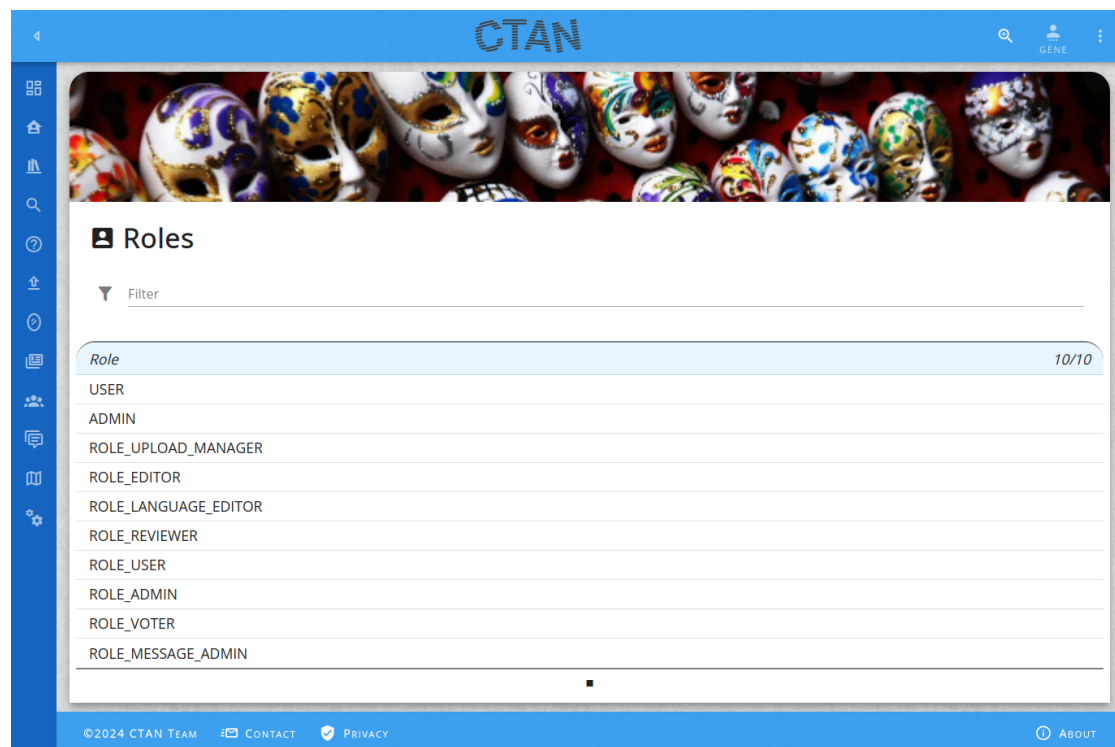 CTAN
GENE
Roles
Filter
Role 10/10
USER
ADMIN
ROLE_UPLOAD_MANAGER
ROLE_EDITOR
ROLE_LANGUAGE_EDITOR
ROLE_REVIEWER
ROLE_USER
ROLE_ADMIN
ROLE_VOTER
ROLE_MESSAGE_ADMIN
©2024 CTAN Team Contact Privacy About